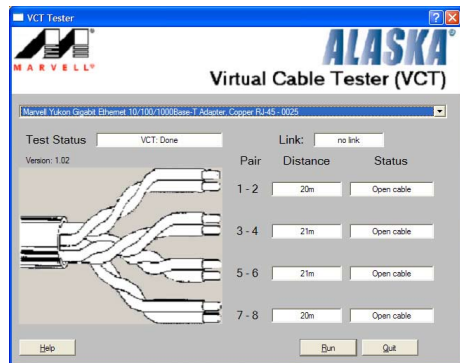 VCT Tester
MARVELL®
ALASKA®
Virtual Cable Tester (VCT)
Marvell Yukon Gigabit Ethernet 10/100/1000Base-T Adapter, Copper RJ-45 - 0025
Test Status VCT: Done Link: no link
Version: 1.02
Pair Distance Status
1 - 2 20m Open cable
3 - 4 21m Open cable
5 - 6 21m Open cable
7 - 8 20m Open cable
Help Run Quit